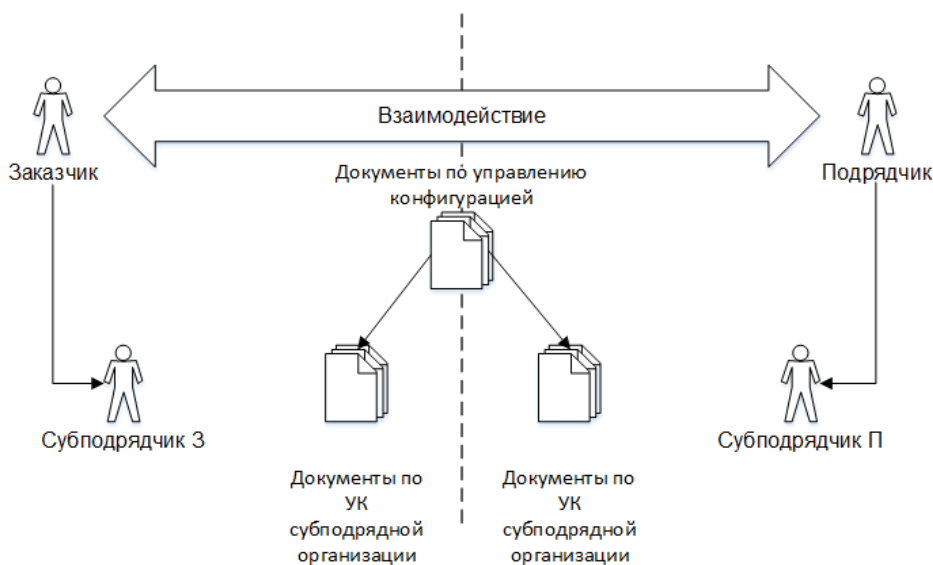 Взаимодействие
Заказчик
Подрядчик
Документы по управлению
конфигурацией
Субподрядчик З
Субподрядчик П
Документы по
УК
субподрядной
организации
Документы по
УК
субподрядной
организации